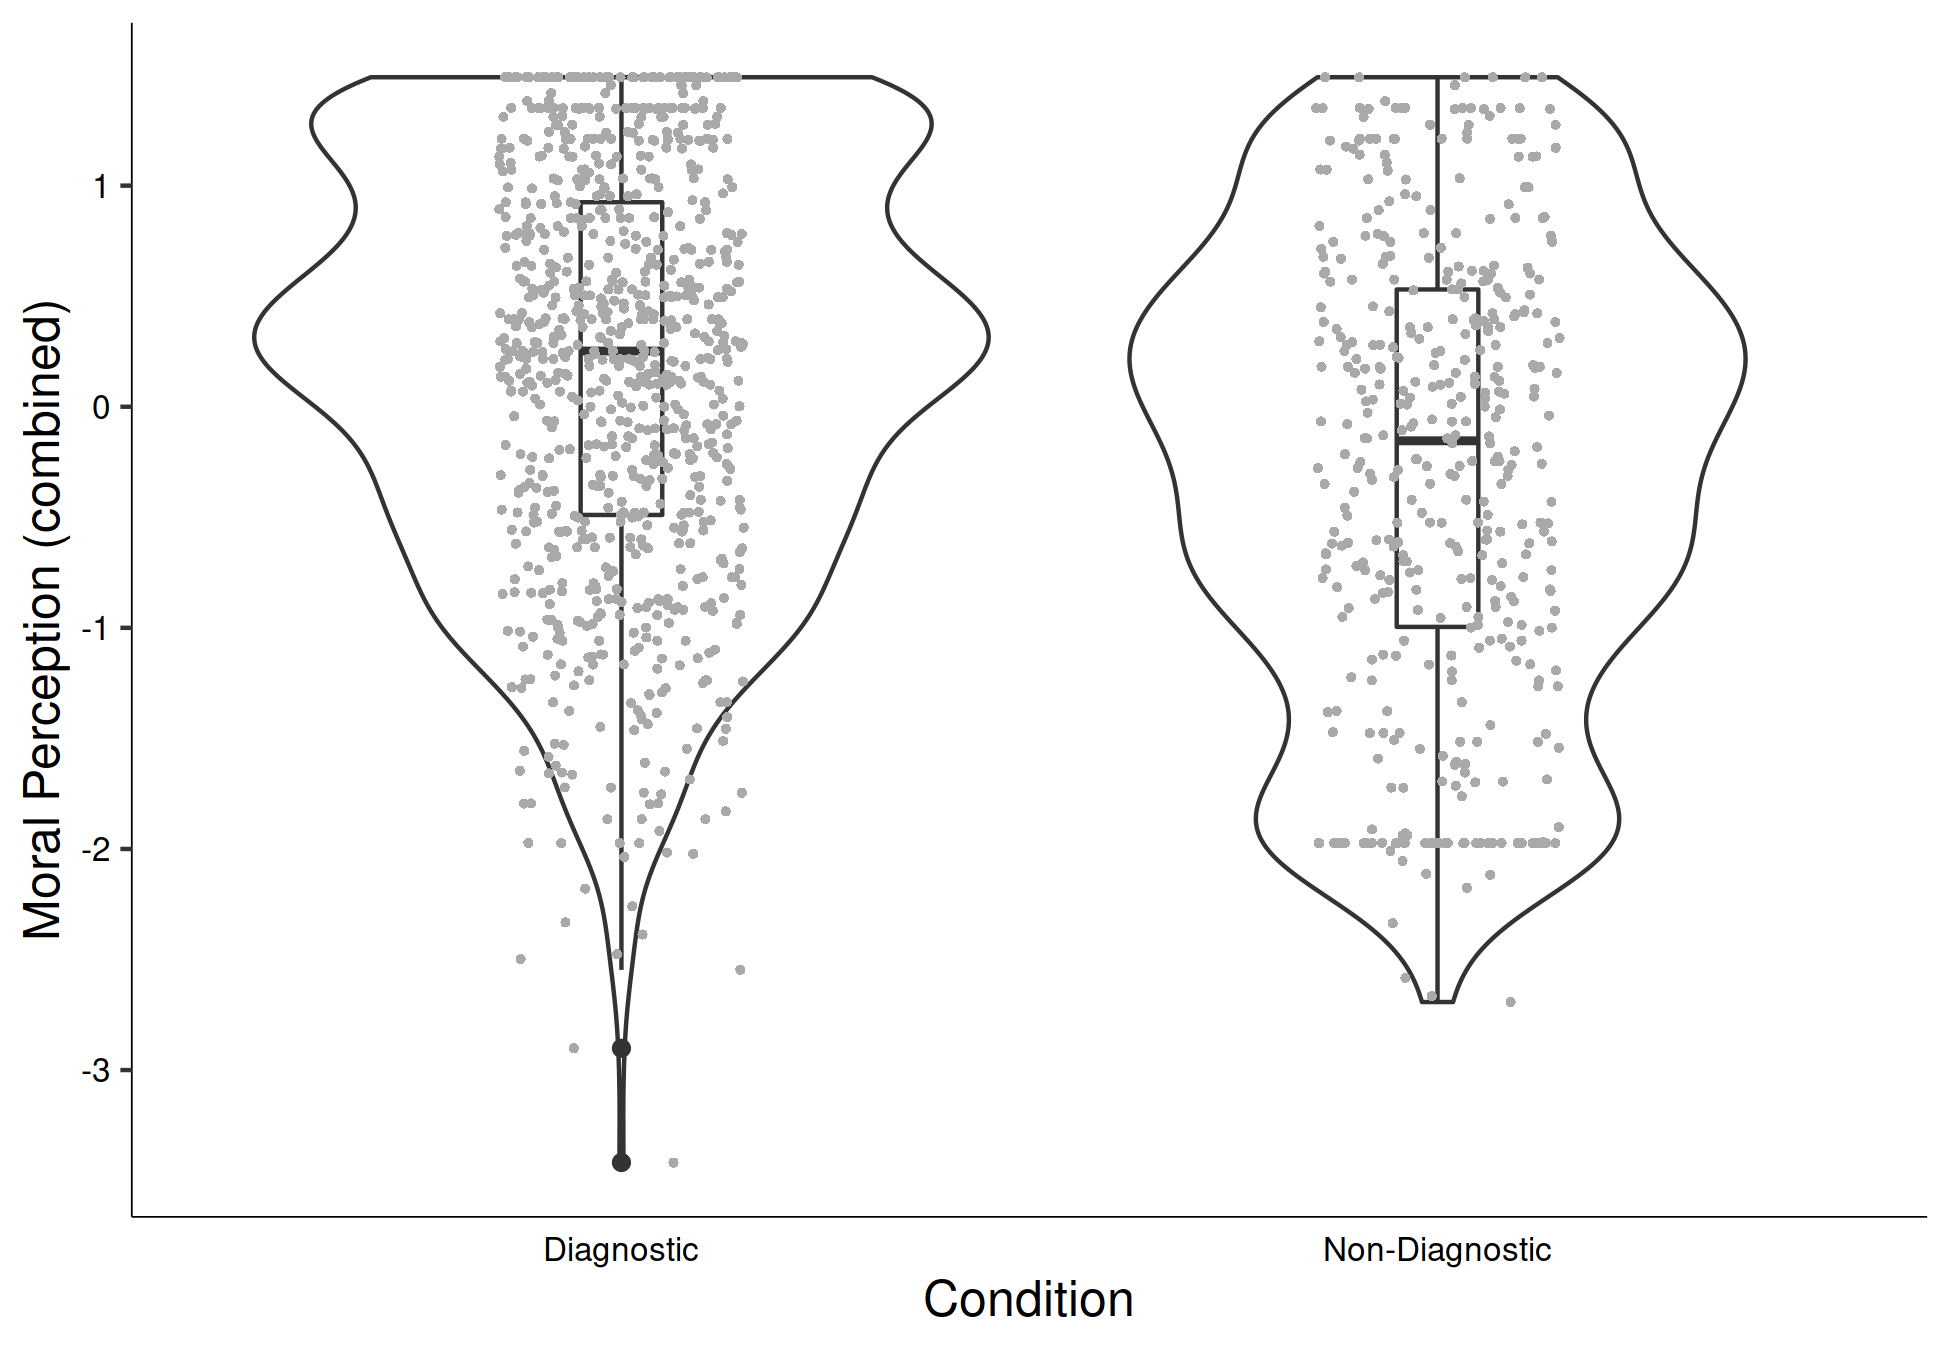 Moral Perception (combined)
1
0
-1
-2
-3
Diagnostic
Non-Diagnostic
Condition